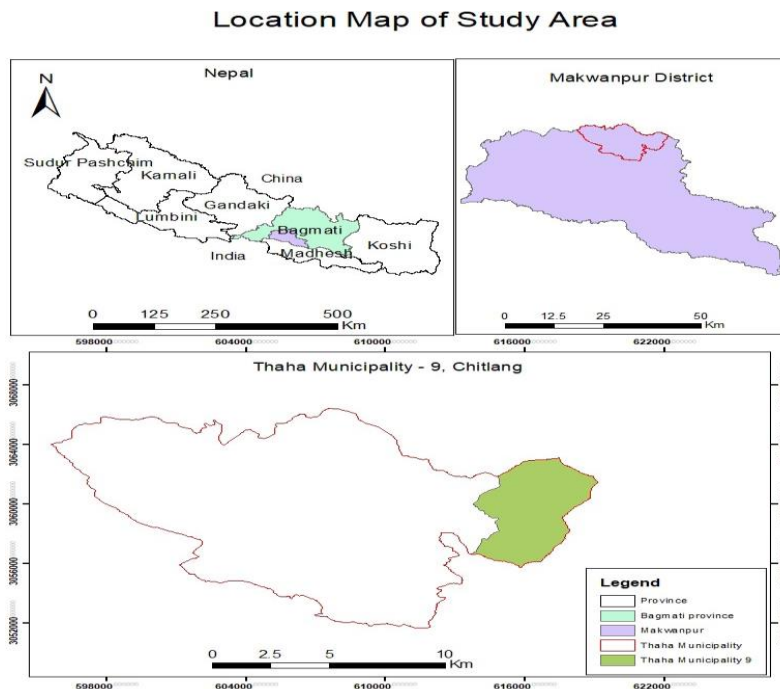 Location Map of Study Area
Nepal
N
Sudur Pashchim
Karnali
China
Gandaki
Lumbini
Bagmati
Koshi
India
Madhesh
0 125 250 500
Km
Makwanpur District
0 12.5 25 50
Km
598000 604000 610000 616000 622000
Thaha Municipality - 9, Chitlang
3068000
3064000
3060000
3056000
3052000
Legend
Province
Bagmati province
Makwanpur
Thaha Municipality
Thaha Municipality 9
0 2.5 5 10
Km
598000 604000 610000 616000 622000